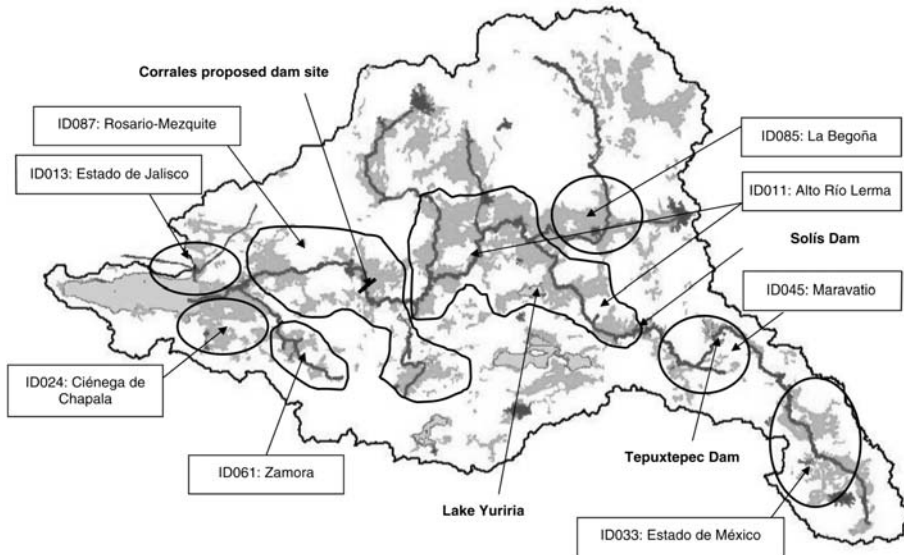 Corrales proposed dam site
ID087: Rosario-Mezquite
ID013: Estado de Jalisco
ID085: La Begoña
ID011: Alto Río Lerma
Solís Dam
ID045: Maravatio
ID024: Ciénega de
Chapala
ID061: Zamora
Lake Yuriria
Tepuxtepec Dam
ID033: Estado de México